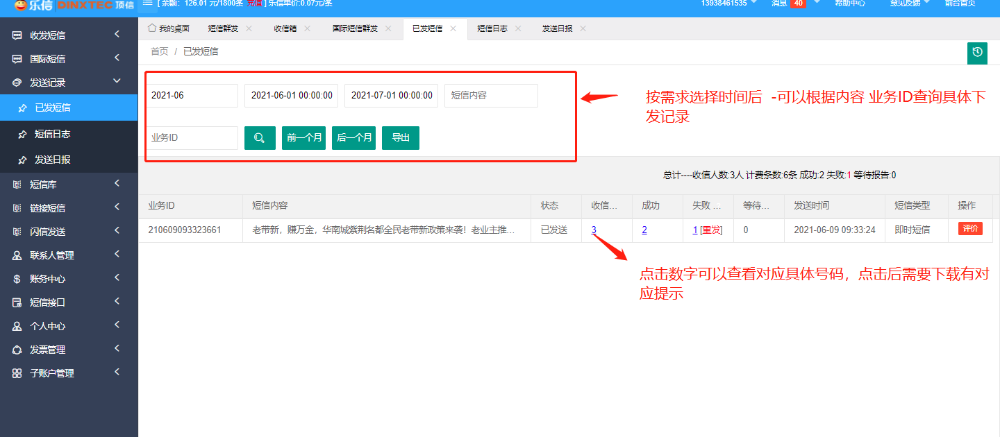 乐信 DINXTEC 顶信
[ 余额: 126.01 元/1800条 充值 ] 乐信单价:0.07元/条
13938461535 消息 40 帮助中心 意见反馈 前台首页
收发短信
国际短信
发送记录
已发短信
短信日志
发送日报
短信库
链接短信
闪信发送
联系人管理
账务中心
短信接口
个人中心
发票管理
子账户管理
我的桌面 短信群发 收信箱 国际短信群发 已发短信 短信日志 发送日报
首页 / 已发短信
2021-06 2021-06-01 00:00:00 2021-07-01 00:00:00 短信内容
业务ID 前一个月 后一个月 导出
按需求选择时间后 -可以根据内容 业务ID查询具体下
发记录
总计----收信人数:3人 计费条数:6条 成功:2 失败:1 等待报告:0
业务ID 短信内容 状态 收信… 成功 失败 … 等待… 发送时间 短信类型 操作
210609093323661 老带新，赚万金，华南城紫荆名都全民老带新政策来袭！老业主推… 已发送 3 2 1 [重发] 0 2021-06-09 09:33:24 即时短信 评价
点击数字可以查看对应具体号码，点击后需要下载有对
应提示